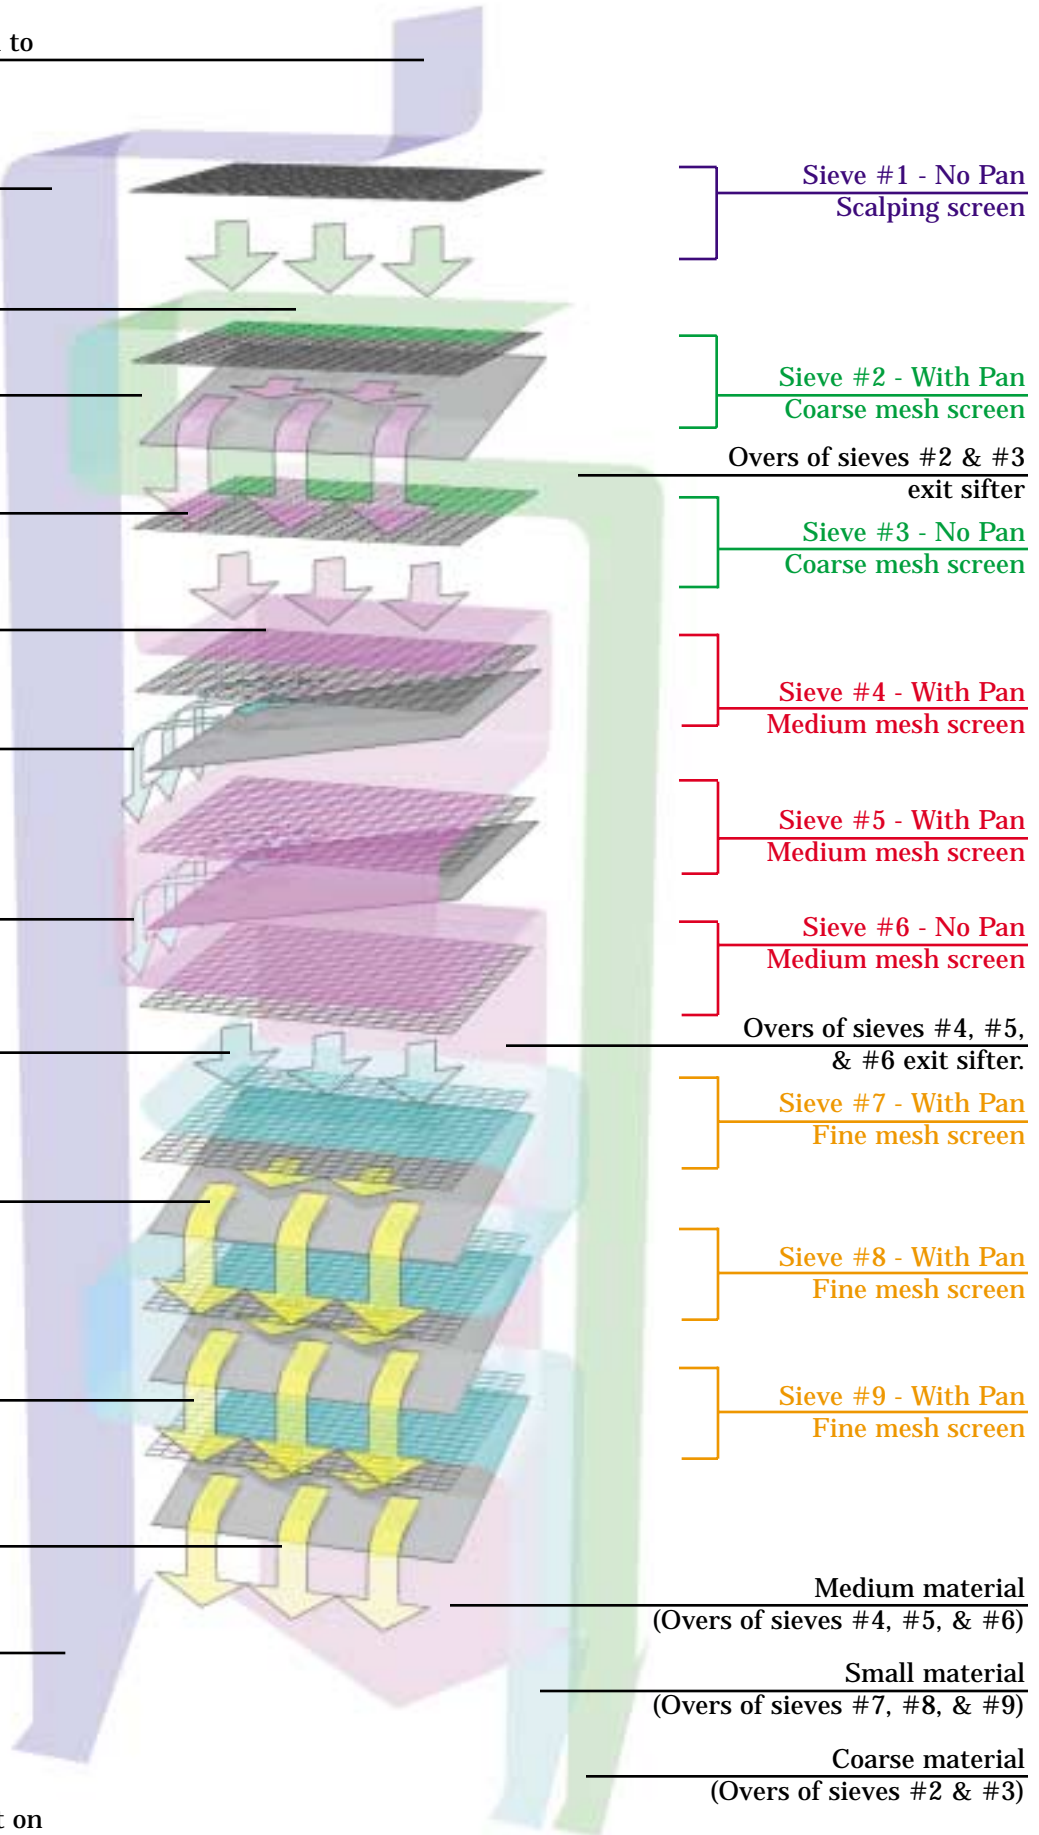 to
Sieve #1 - No Pan
Scalping screen
Sieve #2 - With Pan
Coarse mesh screen
Overs of sieves #2 & #3
exit sifter
Sieve #3 - No Pan
Coarse mesh screen
Sieve #4 - With Pan
Medium mesh screen
Sieve #5 - With Pan
Medium mesh screen
Sieve #6 - No Pan
Medium mesh screen
Overs of sieves #4, #5,
& #6 exit sifter.
Sieve #7 - With Pan
Fine mesh screen
Sieve #8 - With Pan
Fine mesh screen
Sieve #9 - With Pan
Fine mesh screen
Medium material
(Overs of sieves #4, #5, & #6)
Small material
(Overs of sieves #7, #8, & #9)
Coarse material
(Overs of sieves #2 & #3)
on